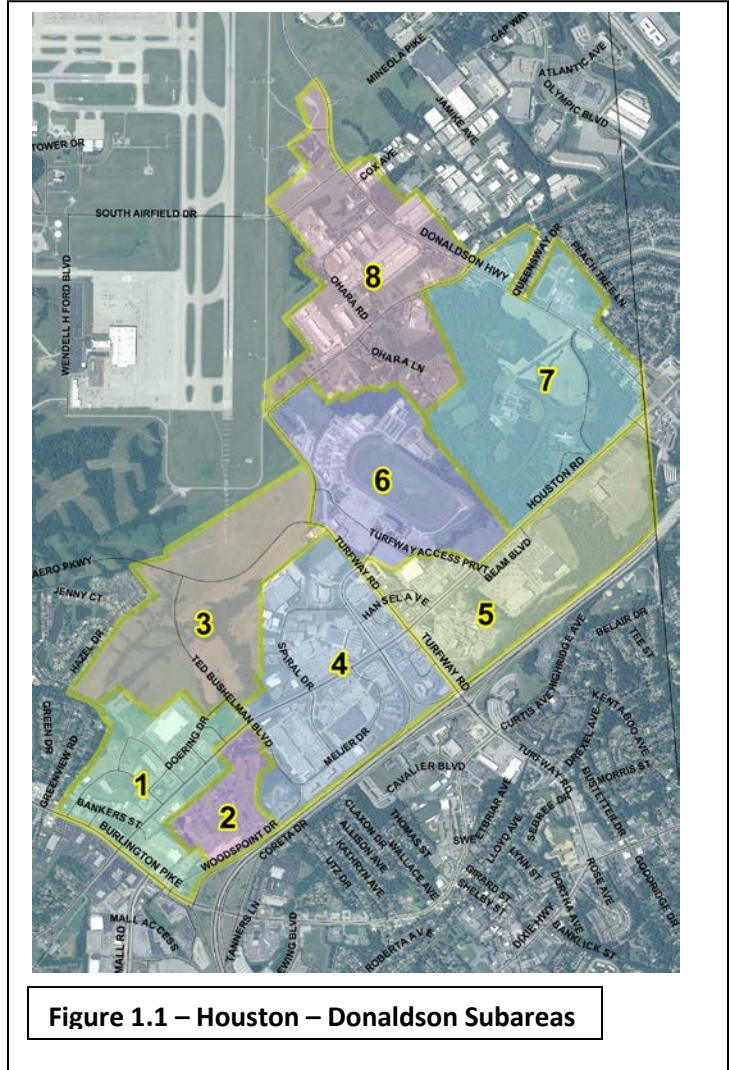 GAP WAY
MINEOLA PIKE
ATLANTIC AVE
OLYMPIC BLVD
JAMIKE AVE
TOWER DR
COX AVE
SOUTH AIRFIELD DR
DONALDSON HWY
QUEENSWAY DR
PEACH TREE LN
8
WENDELL H FORD BLVD
OHARA RD
OHARA LN
7
6
HOUSTON RD
TURFWAY ACCESS PRVT
BEAM BLVD
AERO PKWY
TURFWAY RD
JENNY CT
HANSEL AVE
5
HAZEL DR
3
SPIRAL DR
4
TURFWAY RD
BELAIR DR
TEE ST
TED BUSHELMAN BLVD
CURTIS AVE
KENTABOO AVE
GREEN DR
GREENVIEW RD
DOERING DR
MEIJER DR
TURFWAY RD
DREXEL AVE
MORRIS ST
1
CAVALIER BLVD
BUSTETTER DR
BANKERS ST
2
WOODSPOINT DR
CORETA DR
BURLINGTON PIKE
CLAXON DR
THOMAS ST
WALLACE AVE
ALLISON AVE
KATHRYN AVE
UTZ DR
SWEETBRIAR AVE
LLOYD AVE
LYNN ST
SEBREE DR
GIRARD ST
SHELBY ST
ROSE AVE
GOODRIDGE DR
DORTHA AVE
DIXIE HWY
BANKLICK ST
MALL ACCESS
MALL RD
TANNERS LN
EWING BLVD
ROBERTA AVE
Figure 1.1 – Houston – Donaldson Subareas